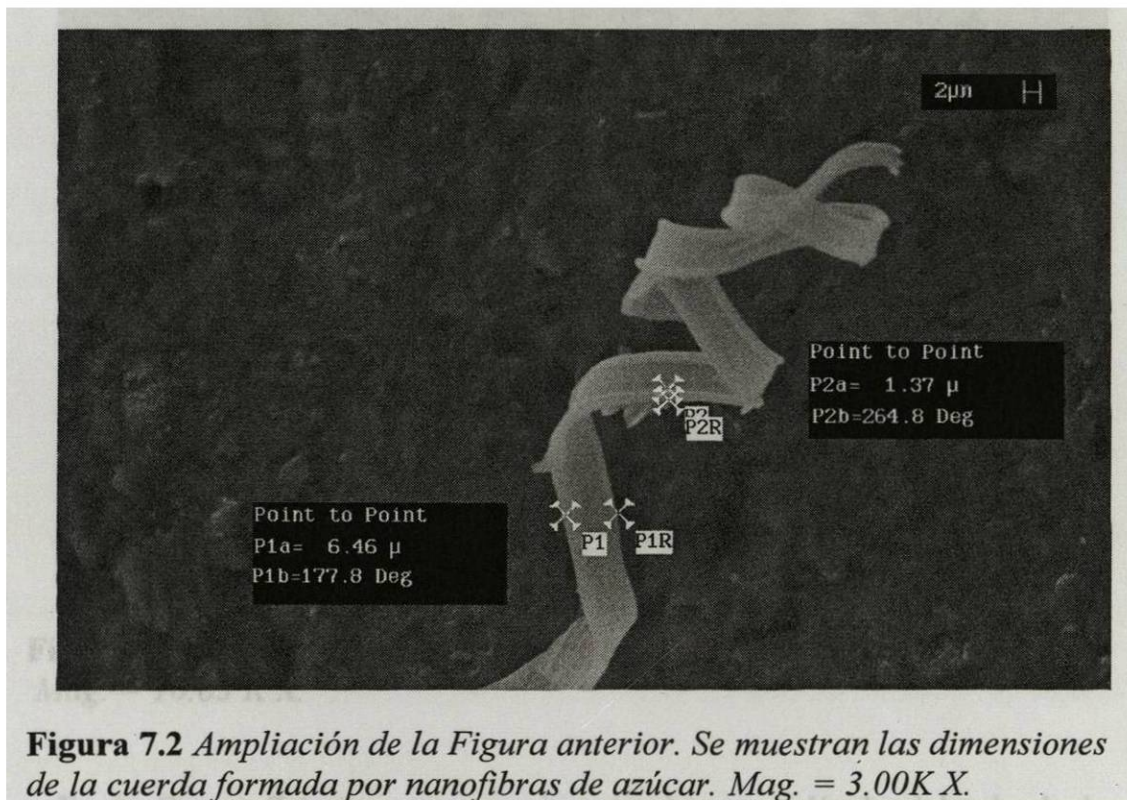 2µm
Point to Point
P2a= 1.37 µ
P2b=264.8 Deg
P2
P2R
Point to Point
P1a= 6.46 µ
P1b=177.8 Deg
P1
P1R
Figura 7.2 Ampliación de la Figura anterior. Se muestran las dimensiones
de la cuerda formada por nanofibras de azúcar. Mag. = 3.00K X.